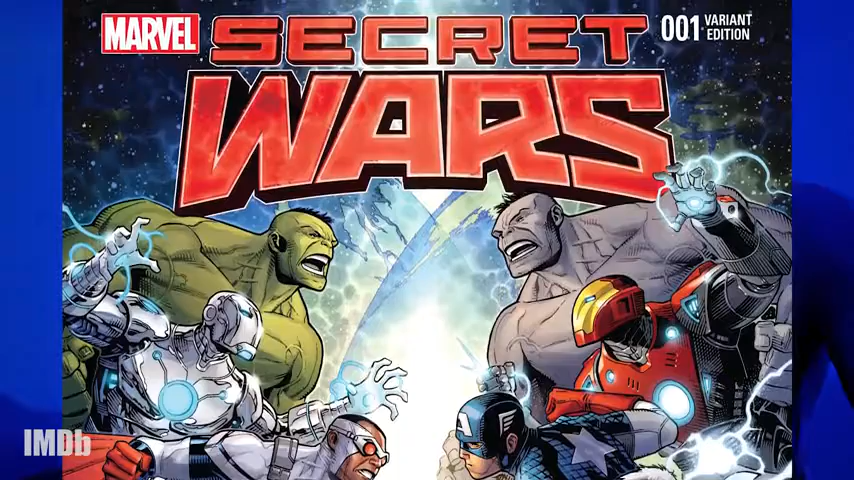 MARVEL
SECRET
WARS
001 VARIANT
EDITION
IMDb